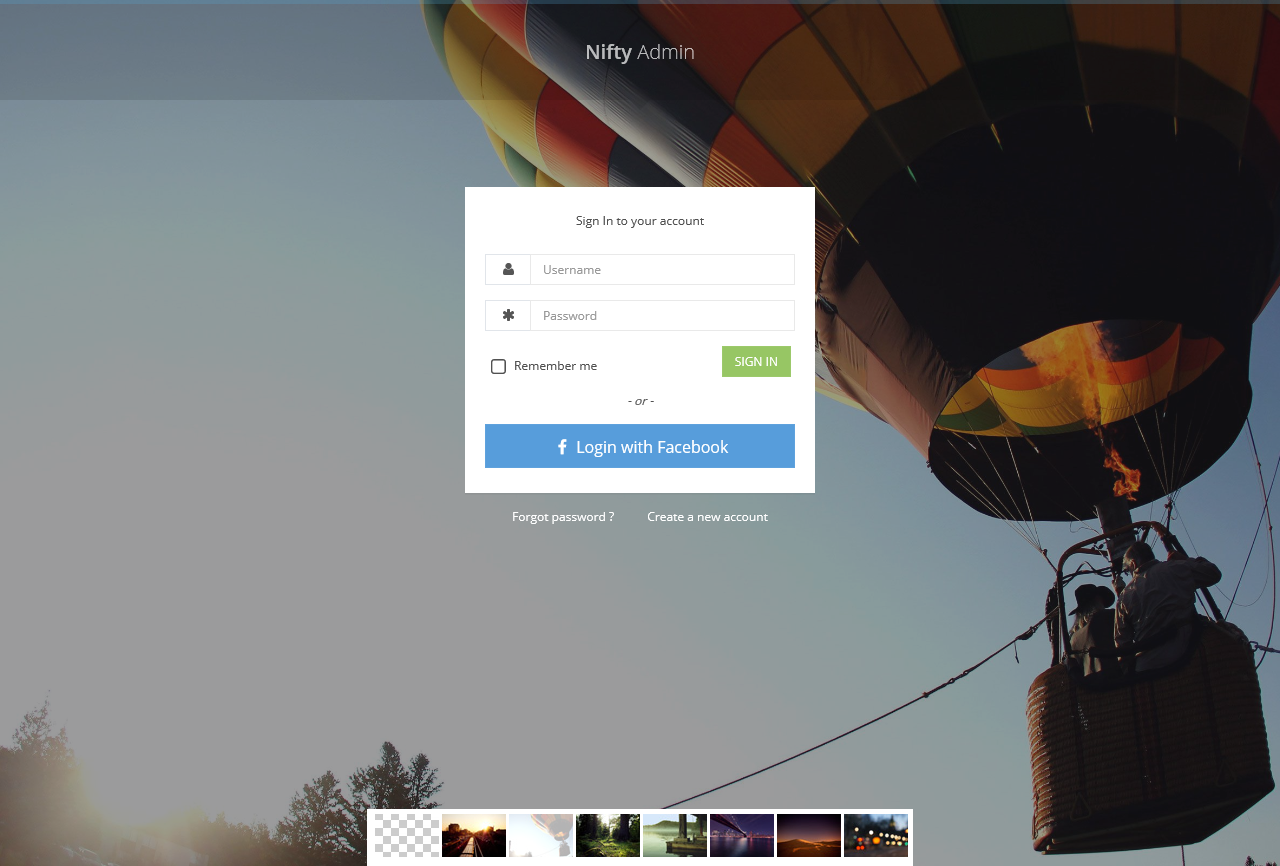 Nifty Admin
Sign In to your account
Username
Password
Remember me
SIGN IN
- or -
Login with Facebook
Forgot password ?
Create a new account